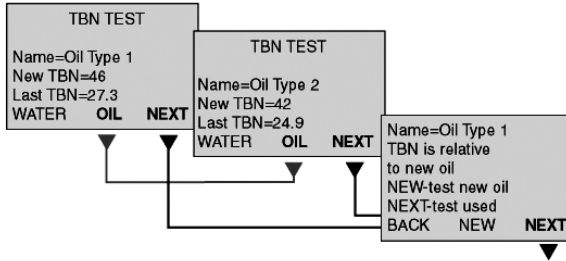 TBN TEST
Name=Oil Type 1
New TBN=46
Last TBN=27.3
WATER OIL NEXT
TBN TEST
Name=Oil Type 2
New TBN=42
Last TBN=24.9
WATER OIL NEXT
Name=Oil Type 1
TBN is relative
to new oil
NEW-test new oil
NEXT-test used
BACK NEW NEXT